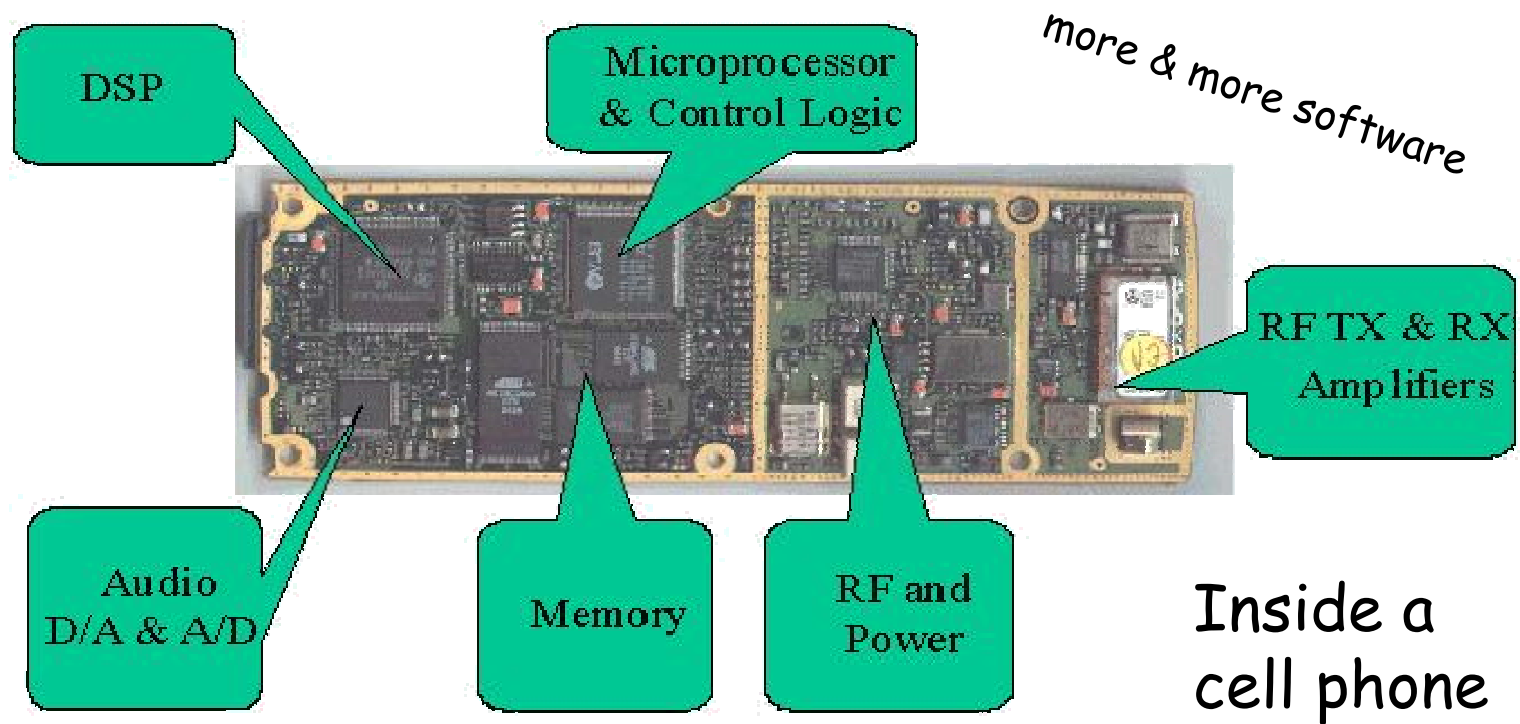 more & more software
DSP
Microprocessor
& Control Logic
RF TX & RX
Amplifiers
Audio
D/A & A/D
Memory
RF and
Power
Inside a
cell phone